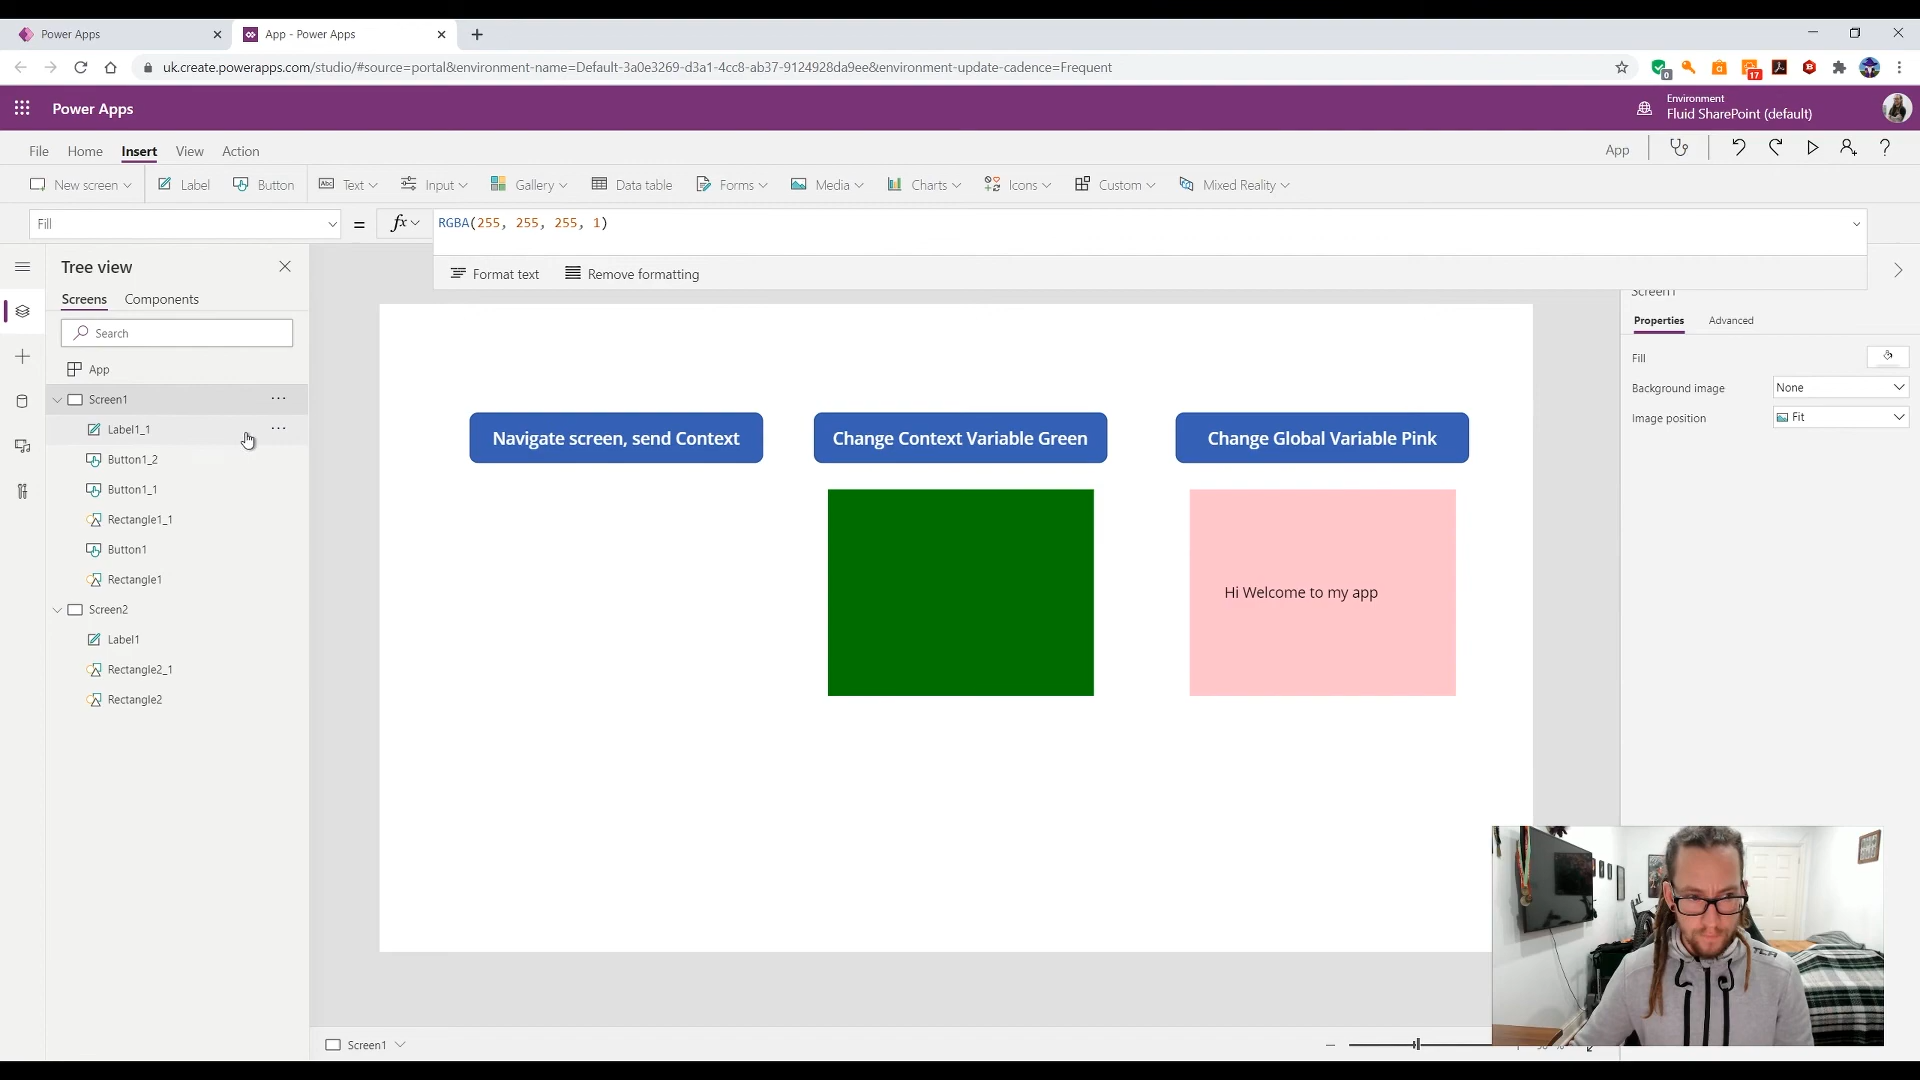 Power Apps
App - Power Apps
uk.create.powerapps.com/studio/#source=portal&environment-name=Default-3a0e3269-d3a1-4cc8-ab37-9124928da9ee&environment-update-cadence=Frequent
0
17
Power Apps
Environment
Fluid SharePoint (default)
File Home Insert View Action
App
New screen Label Button Text Input Gallery Data table Forms Media Charts Icons Custom Mixed Reality
Fill = fx RGBA(255, 255, 255, 1)
Format text Remove formatting
Tree view
Screens Components
Search
App
Screen1
Label1_1
Button1_2
Button1_1
Rectangle1_1
Button1
Rectangle1
Screen2
Label1
Rectangle2_1
Rectangle2
Navigate screen, send Context
Change Context Variable Green
Change Global Variable Pink
Hi Welcome to my app
Screen1
Properties Advanced
Fill
Background image None
Image position Fit
Screen1